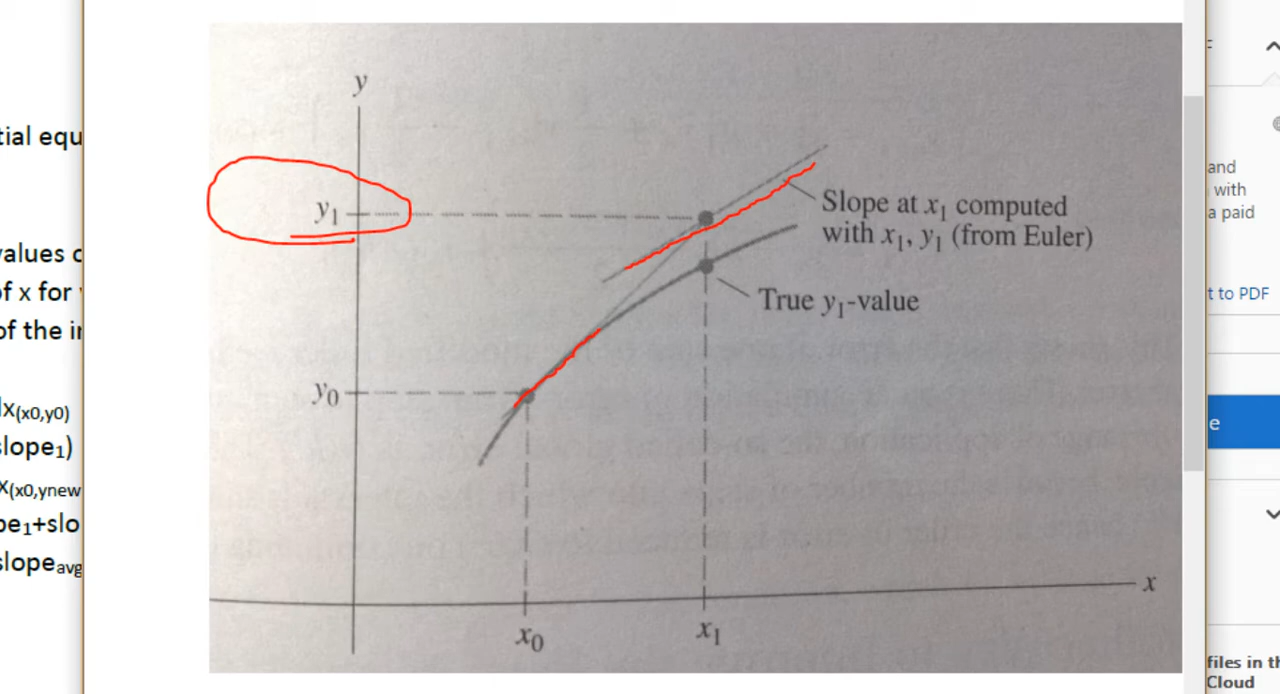 tial equ
values
of x for
of the in
lx(x0,y0)
slope1)
x(x0,ynew
pe1+slo
slopeavg
y
y1
y0
Slope at x1 computed
with x1, y1 (from Euler)
True y1-value
x
x0
x1
and
with
a paid
t to PDF
e
files in th
Cloud